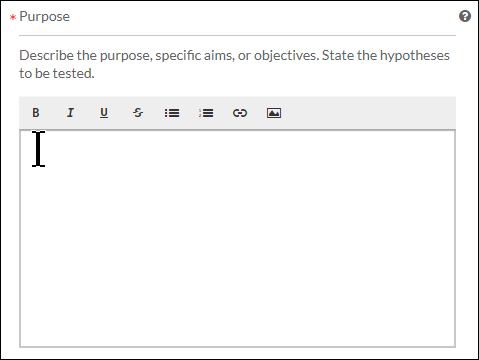 * Purpose ?
Describe the purpose, specific aims, or objectives. State the hypotheses
to be tested.
B I U S